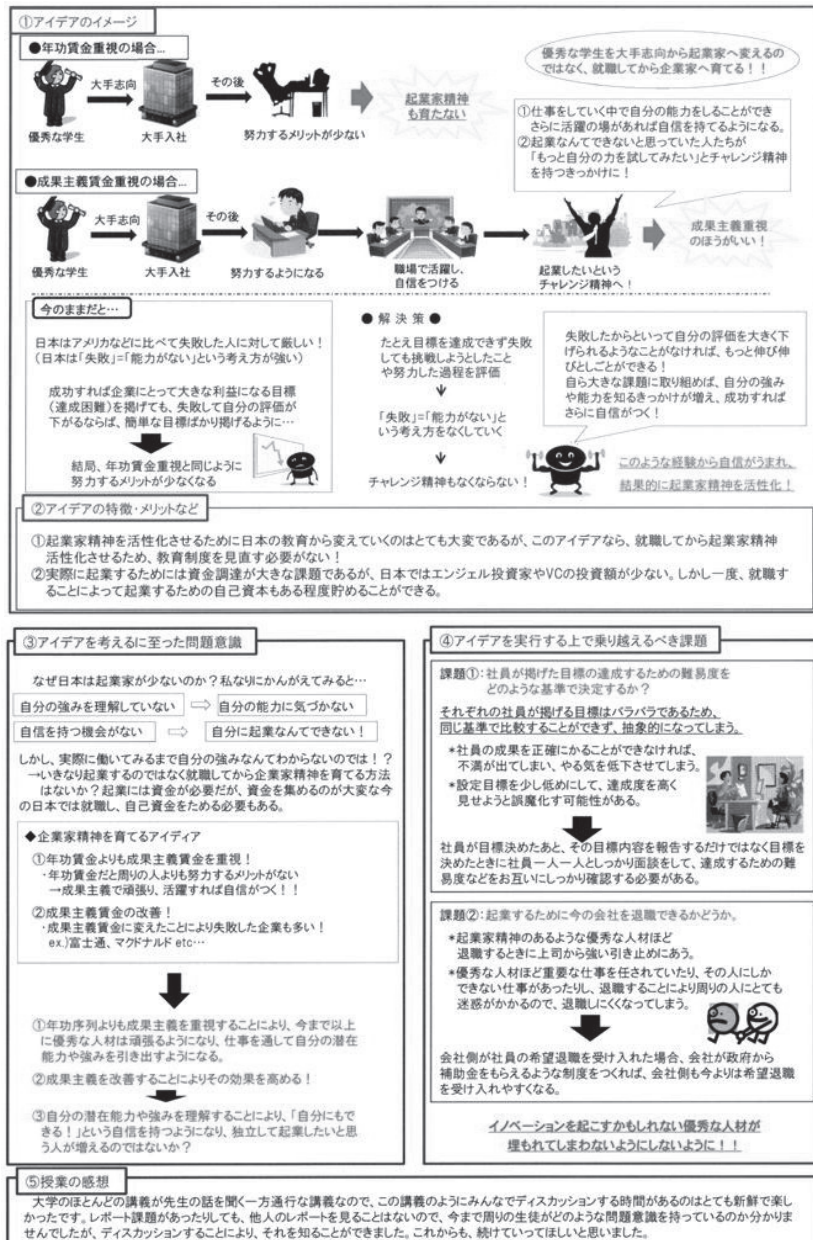 ①アイデアのイメージ
●年功賃金重視の場合…
優秀な学生
大手志向
大手入社
その後
努力するメリットが少ない
起業家精神
も育たない
優秀な学生を大手志向から起業家へ変えるの
ではなく、就職してから企業家へ育てる！！
①仕事をしていく中で自分の能力をしることができ
さらに活躍の場があれば自信を持てるようになる。
②起業なんてできないと思っていた人たちが
「もっと自分の力を試してみたい」とチャレンジ精神
を持つきっかけに！
●成果主義賃金重視の場合…
優秀な学生
大手志向
大手入社
その後
努力するようになる
職場で活躍し、
自信をつける
起業したいという
チャレンジ精神へ！
成果主義重視
のほうがいい！
今のままだと…
日本はアメリカなどに比べて失敗した人に対して厳しい！
（日本は「失敗」=「能力がない」という考え方が強い）
成功すれば企業にとって大きな利益になる目標
（達成困難）を掲げても、失敗して自分の評価が
下がるならば、簡単な目標ばかり掲げるように…
結局、年功賃金重視と同じように
努力するメリットが少なくなる
●解決策●
たとえ目標を達成できず失敗
しても挑戦しようとしたこと
や努力した過程を評価
「失敗」=「能力がない」と
いう考え方をなくしていく
チャレンジ精神もなくならない！
失敗したからといって自分の評価を大きく下
げられるようなことがなければ、もっと伸び伸
びとしごとができる！
自ら大きな課題に取り組めば、自分の強み
や能力を知るきっかけが増え、成功すれば
さらに自信がつく！
このような経験から自信がうまれ、
結果的に起業家精神を活性化！
②アイデアの特徴・メリットなど
①起業家精神を活性化させるために日本の教育から変えていくのはとても大変であるが、このアイデアなら、就職してから起業家精神
活性化させるため、教育制度を見直す必要がない！
②実際に起業するためには資金調達が大きな課題であるが、日本ではエンジェル投資家やVCの投資額が少ない。しかし一度、就職す
ることによって起業するための自己資本もある程度貯めることができる。
③アイデアを考えるに至った問題意識
なぜ日本は起業家が少ないのか？私なりにかんがえてみると…
自分の強みを理解していない
自分の能力に気づかない
自信を持つ機会がない
自分に起業なんてできない！
しかし、実際に働いてみるまで自分の強みなんてわからないのでは！？
→いきなり起業するのではなく就職してから企業家精神を育てる方法
はないか？起業には資金が必要だが、資金を集めるのが大変な今
の日本では就職し、自己資金をためる必要もある。
◆企業家精神を育てるアイディア
①年功賃金よりも成果主義賃金を重視！
・年功賃金だと周りの人よりも努力するメリットがない
→成果主義で頑張り、活躍すれば自信がつく！！
②成果主義賃金の改善！
・成果主義賃金に変えたことにより失敗した企業も多い！
ex.)富士通、マクドナルド etc…
①年功序列よりも成果主義を重視することにより、今まで以上
に優秀な人材は頑張るようになり、仕事を通して自分の潜在
能力や強みを引き出すようになる。
②成果主義を改善することによりその効果を高める！
③自分の潜在能力や強みを理解することにより、「自分にもで
きる！」という自信を持つようになり、独立して起業したいと思
う人が増えるのではないか？
④アイデアを実行する上で乗り越えるべき課題
課題①：社員が掲げた目標の達成するための難易度を
どのような基準で決定するか？
それぞれの社員が掲げる目標はバラバラであるため、
同じ基準で比較することができず、抽象的になってしまう。
*社員の成果を正確にかることができなければ、
不満が出てしまい、やる気を低下させてしまう。
*設定目標を少し低めにして、達成度を高く
見せようと誤魔化す可能性がある。
社員が目標決めたあと、その目標内容を報告するだけではなく目標を
決めたときに社員一人一人としっかり面談をして、達成するための難
易度などをお互いにしっかり確認する必要がある。
課題②：起業するために今の会社を退職できるかどうか。
*起業家精神のあるような優秀な人材ほど
退職するときに上司から強い引き止めにあう。
*優秀な人材ほど重要な仕事を任されていたり、その人にしか
できない仕事があったりし、退職することにより周りの人にとても
迷惑がかかるので、退職しにくくなってしまう。
会社側が社員の希望退職を受け入れた場合、会社が政府から
補助金をもらえるような制度をつくれば、会社側も今よりは希望退職
を受け入れやすくなる。
イノベーションを起こすかもしれない優秀な人材が
埋もれてしまわないようにしないように！！
⑤授業の感想
大学のほとんどの講義が先生の話を聞く一方通行な講義なので、この講義のようにみんなでディスカッションする時間があるのはとても新鮮で楽し
かったです。レポート課題があったりしても、他人のレポートを見ることはないので、今まで周りの生徒がどのような問題意識を持っているのか分かりま
せんでしたが、ディスカッションすることにより、それを知ることができました。これからも、続けていってほしいと思いました。